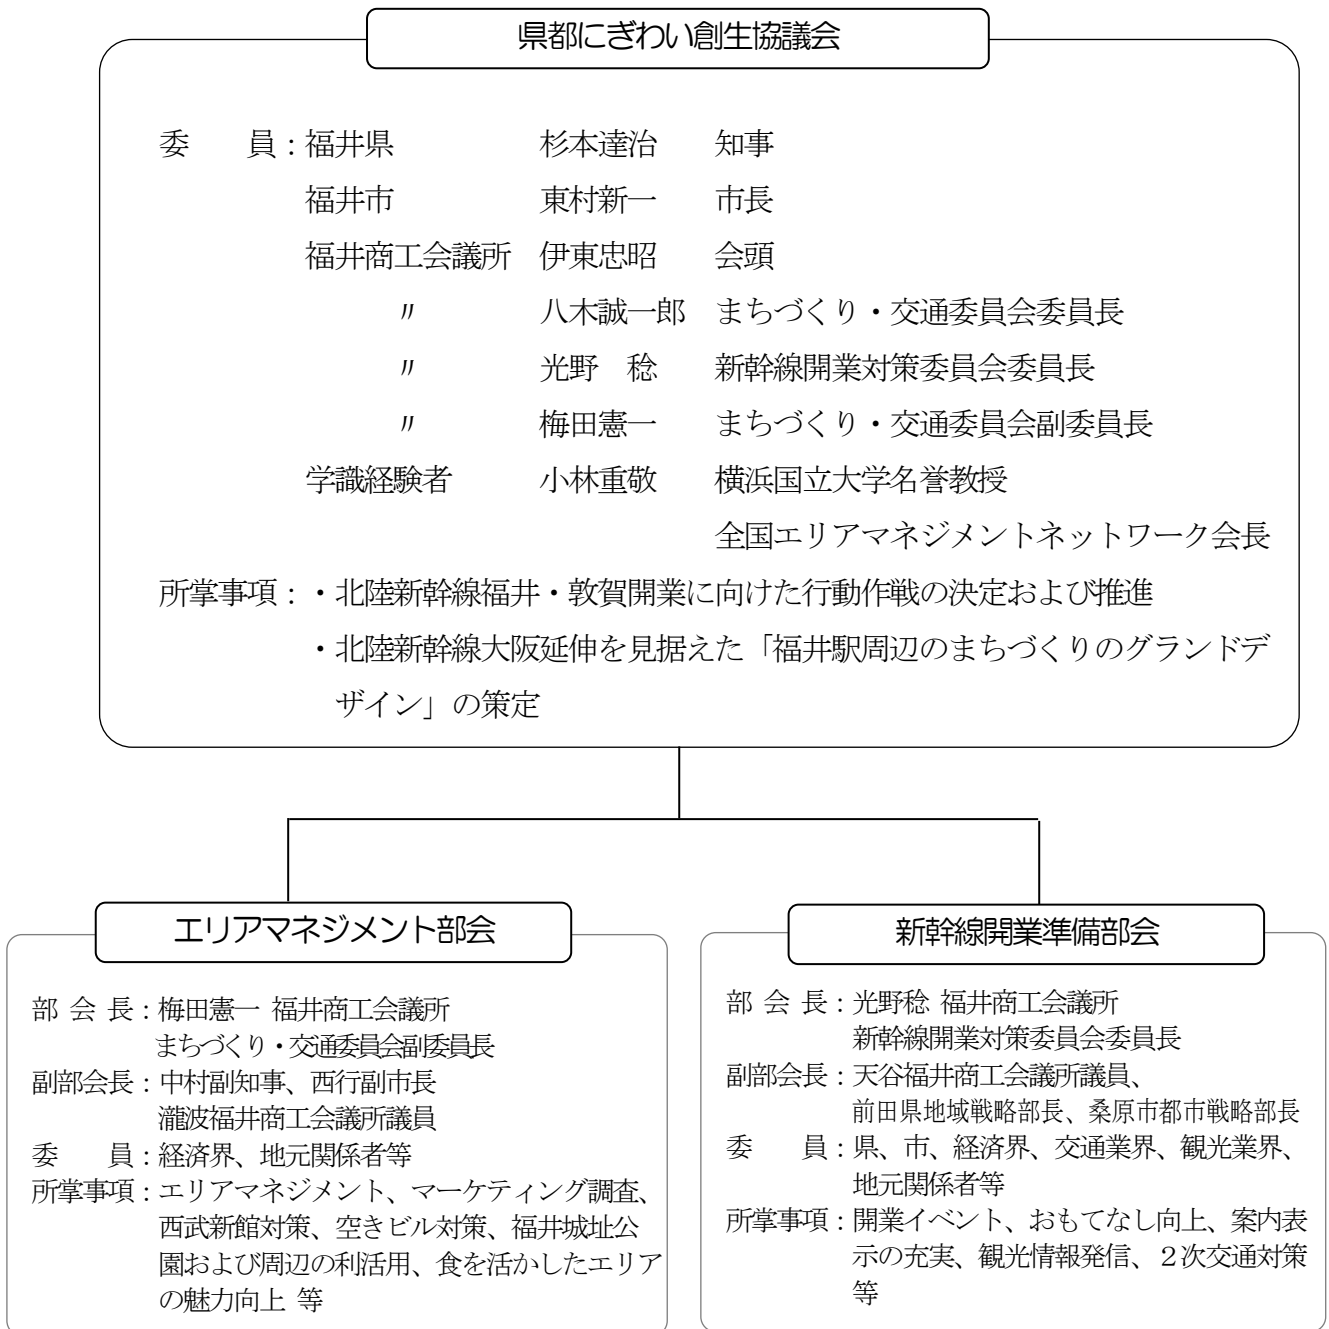 県都にぎわい創生協議会
委　員：福井県　杉本達治　知事
福井市　東村新一　市長
福井商工会議所　伊東忠昭　会頭
〃　八木誠一郎　まちづくり・交通委員会委員長
〃　光野　稔　新幹線開業対策委員会委員長
〃　梅田憲一　まちづくり・交通委員会副委員長
学識経験者　小林重敬　横浜国立大学名誉教授
全国エリアマネジメントネットワーク会長
所掌事項：・北陸新幹線福井・敦賀開業に向けた行動作戦の決定および推進
・北陸新幹線大阪延伸を見据えた「福井駅周辺のまちづくりのグランドデ
ザイン」の策定
エリアマネジメント部会
部 会 長：梅田憲一 福井商工会議所
まちづくり・交通委員会副委員長
副部会長：中村副知事、西行副市長
瀧波福井商工会議所議員
委　員：経済界、地元関係者等
所掌事項：エリアマネジメント、マーケティング調査、
西武新館対策、空きビル対策、福井城址公
園および周辺の利活用、食を活かしたエリア
の魅力向上 等
新幹線開業準備部会
部 会 長：光野稔 福井商工会議所
新幹線開業対策委員会委員長
副部会長：天谷福井商工会議所議員、
前田県地域戦略部長、桑原市都市戦略部長
委　員：県、市、経済界、交通業界、観光業界、
地元関係者等
所掌事項：開業イベント、おもてなし向上、案内表
示の充実、観光情報発信、２次交通対策
等